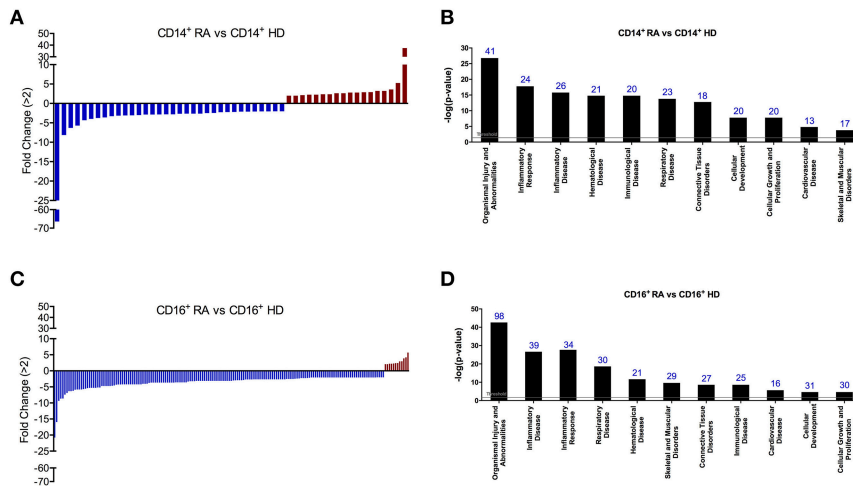 A
CD14+ RA vs CD14+ HD
Fold Change (>2)
50
40
30
10
5
0
-5
-10
-15
-20
-25
-60
-70
B
CD14+ RA vs CD14+ HD
-log(p-value)
30
25
20
15
10
5
0
Threshold
41
24
26
21
20
23
18
20
20
13
17
Organismal Injury and
Abnormalities
Inflammatory
Response
Inflammatory
Disease
Hematological
Disease
Immunological
Disease
Respiratory
Disease
Connective Tissue
Disorders
Cellular
Development
Cellular Growth and
Proliferation
Cardiovascular
Disease
Skeletal and Muscular
Disorders
C
CD16+ RA vs CD16+ HD
Fold Change (>2)
50
40
30
10
5
0
-5
-10
-15
-20
-25
-60
-70
D
CD16+ RA vs CD16+ HD
-log(p-value)
50
40
30
20
10
0
Threshold
98
39
34
30
21
29
27
25
16
31
30
Organismal Injury and
Abnormalities
Inflammatory
Disease
Inflammatory
Response
Respiratory
Disease
Hematological
Disease
Skeletal and Muscular
Disorders
Connective Tissue
Disorders
Immunological
Disease
Cardiovascular
Disease
Cellular
Development
Cellular Growth and
Proliferation